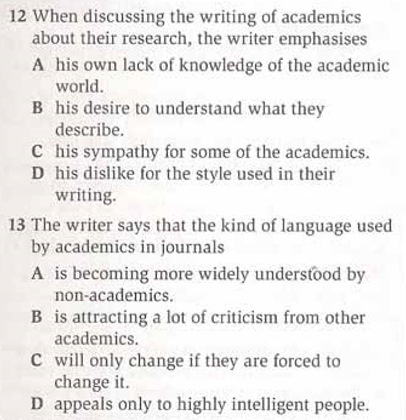 12 When discussing the writing of academics
about their research, the writer emphasises
A his own lack of knowledge of the academic
world.
B his desire to understand what they
describe.
C his sympathy for some of the academics.
D his dislike for the style used in their
writing.
13 The writer says that the kind of language used
by academics in journals
A is becoming more widely understood by
non-academics.
B is attracting a lot of criticism from other
academics.
C will only change if they are forced to
change it.
D appeals only to highly intelligent people.